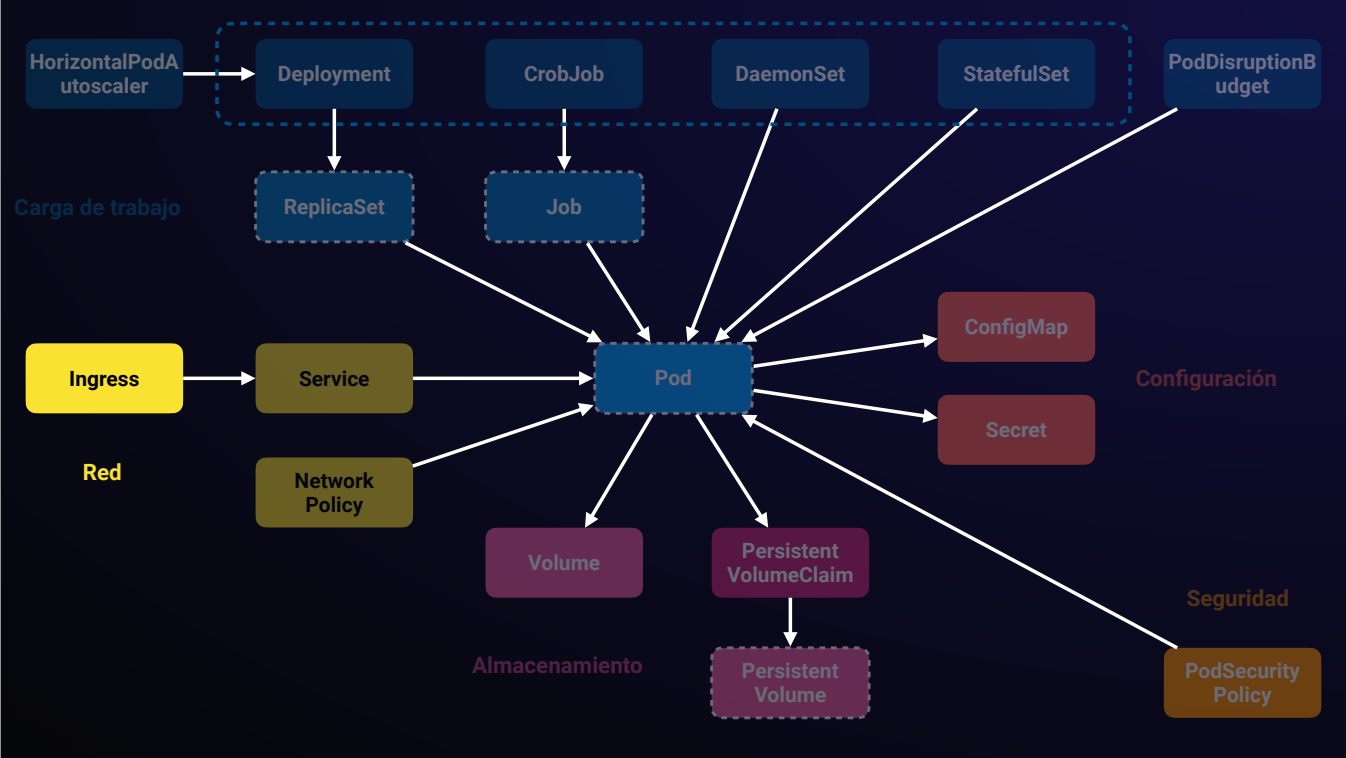 HorizontalPodA
utoscaler
Deployment
CrobJob
DaemonSet
StatefulSet
PodDisruptionB
udget
Carga de trabajo
ReplicaSet
Job
ConfigMap
Ingress
Service
Pod
Configuración
Secret
Red
Network
Policy
Volume
Persistent
VolumeClaim
Seguridad
Almacenamiento
Persistent
Volume
PodSecurity
Policy